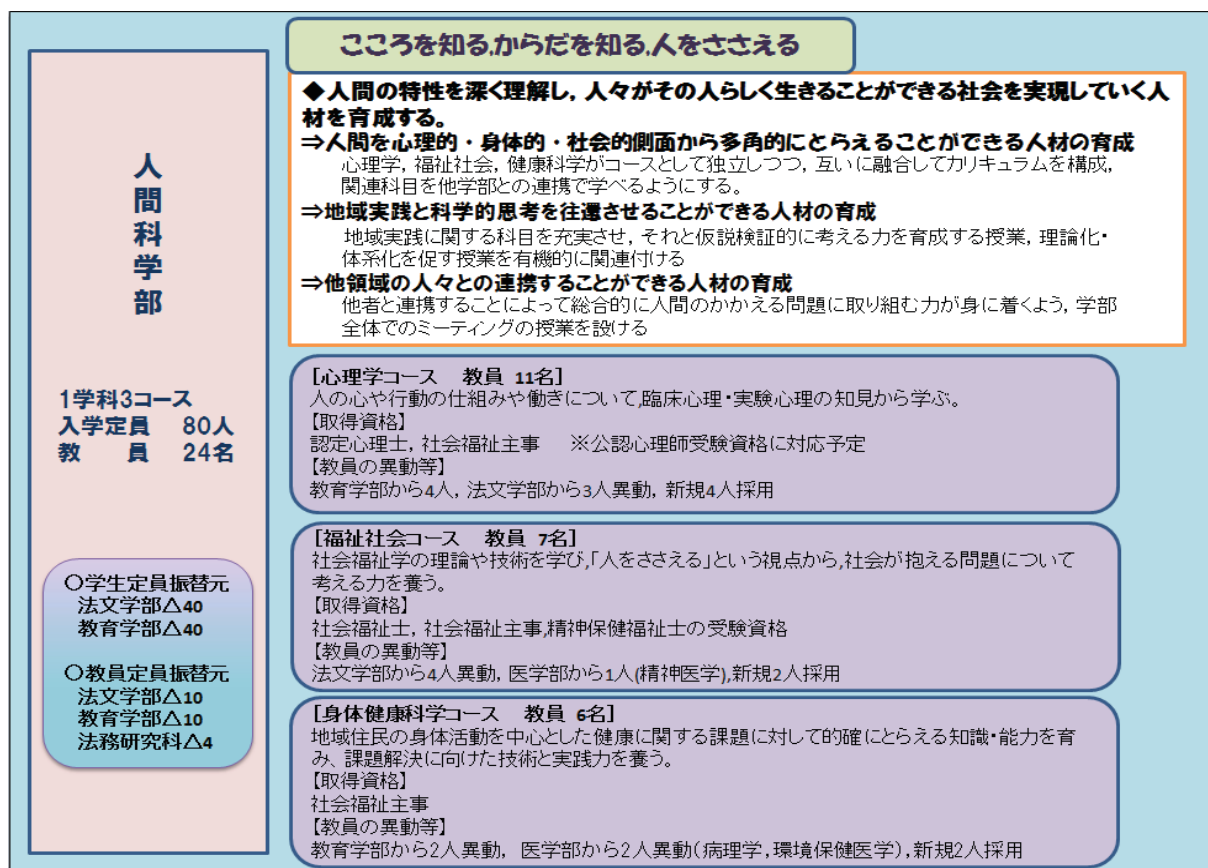 人間科学部
1学科3コース
入学定員 80人
教 員 24名
〇学生定員振替元
法文学部△40
教育学部△40
〇教員定員振替元
法文学部△10
教育学部△10
法務研究科△4
こころを知る,からだを知る,人をささえる
◆人間の特性を深く理解し，人々がその人らしく生きることができる社会を実現していく人
材を育成する。
⇒人間を心理的・身体的・社会的側面から多角的にとらえることができる人材の育成
心理学，福祉社会，健康科学がコースとして独立しつつ，互いに融合してカリキュラムを構成，
関連科目を他学部との連携で学べるようにする。
⇒地域実践と科学的思考を往還させることができる人材の育成
地域実践に関する科目を充実させ，それと仮説検証的に考える力を育成する授業，理論化・
体系化を促す授業を有機的に関連付ける
⇒他領域の人々との連携することができる人材の育成
他者と連携することによって総合的に人間のかかえる問題に取り組む力が身に着くよう，学部
全体でのミーティングの授業を設ける
[心理学コース 教員 11名]
人の心や行動の仕組みや働きについて,臨床心理・実験心理の知見から学ぶ。
【取得資格】
認定心理士，社会福祉主事 ※公認心理師受験資格に対応予定
【教員の異動等】
教育学部から4人，法文学部から3人異動，新規4人採用
[福祉社会コース 教員 7名]
社会福祉学の理論や技術を学び,「人をささえる」という視点から,社会が抱える問題について
考える力を養う。
【取得資格】
社会福祉士，社会福祉主事,精神保健福祉士の受験資格
【教員の異動等】
法文学部から4人異動，医学部から1人(精神医学),新規2人採用
[身体健康科学コース 教員 6名]
地域住民の身体活動を中心とした健康に関する課題に対して的確にとらえる知識・能力を育
み、課題解決に向けた技術と実践力を養う。
【取得資格】
社会福祉主事
【教員の異動等】
教育学部から2人異動， 医学部から2人異動(病理学,環境保健医学),新規2人採用